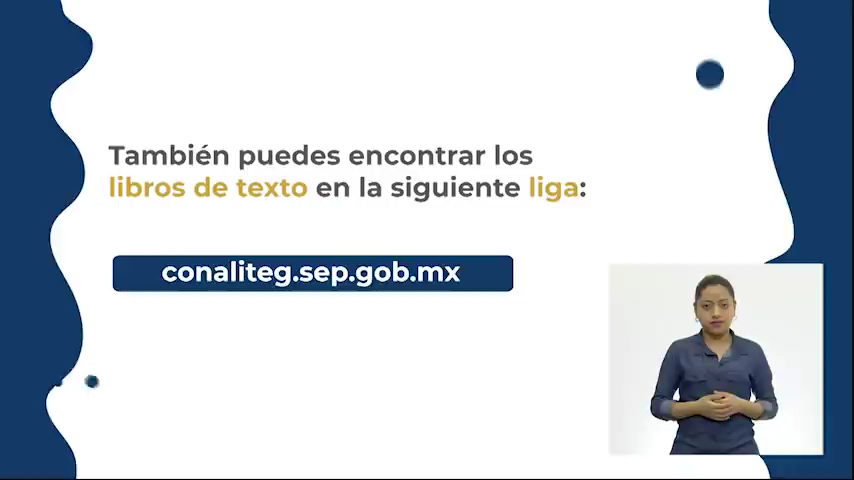 También puedes encontrar los
libros de texto en la siguiente liga:
conaliteg.sep.gob.mx